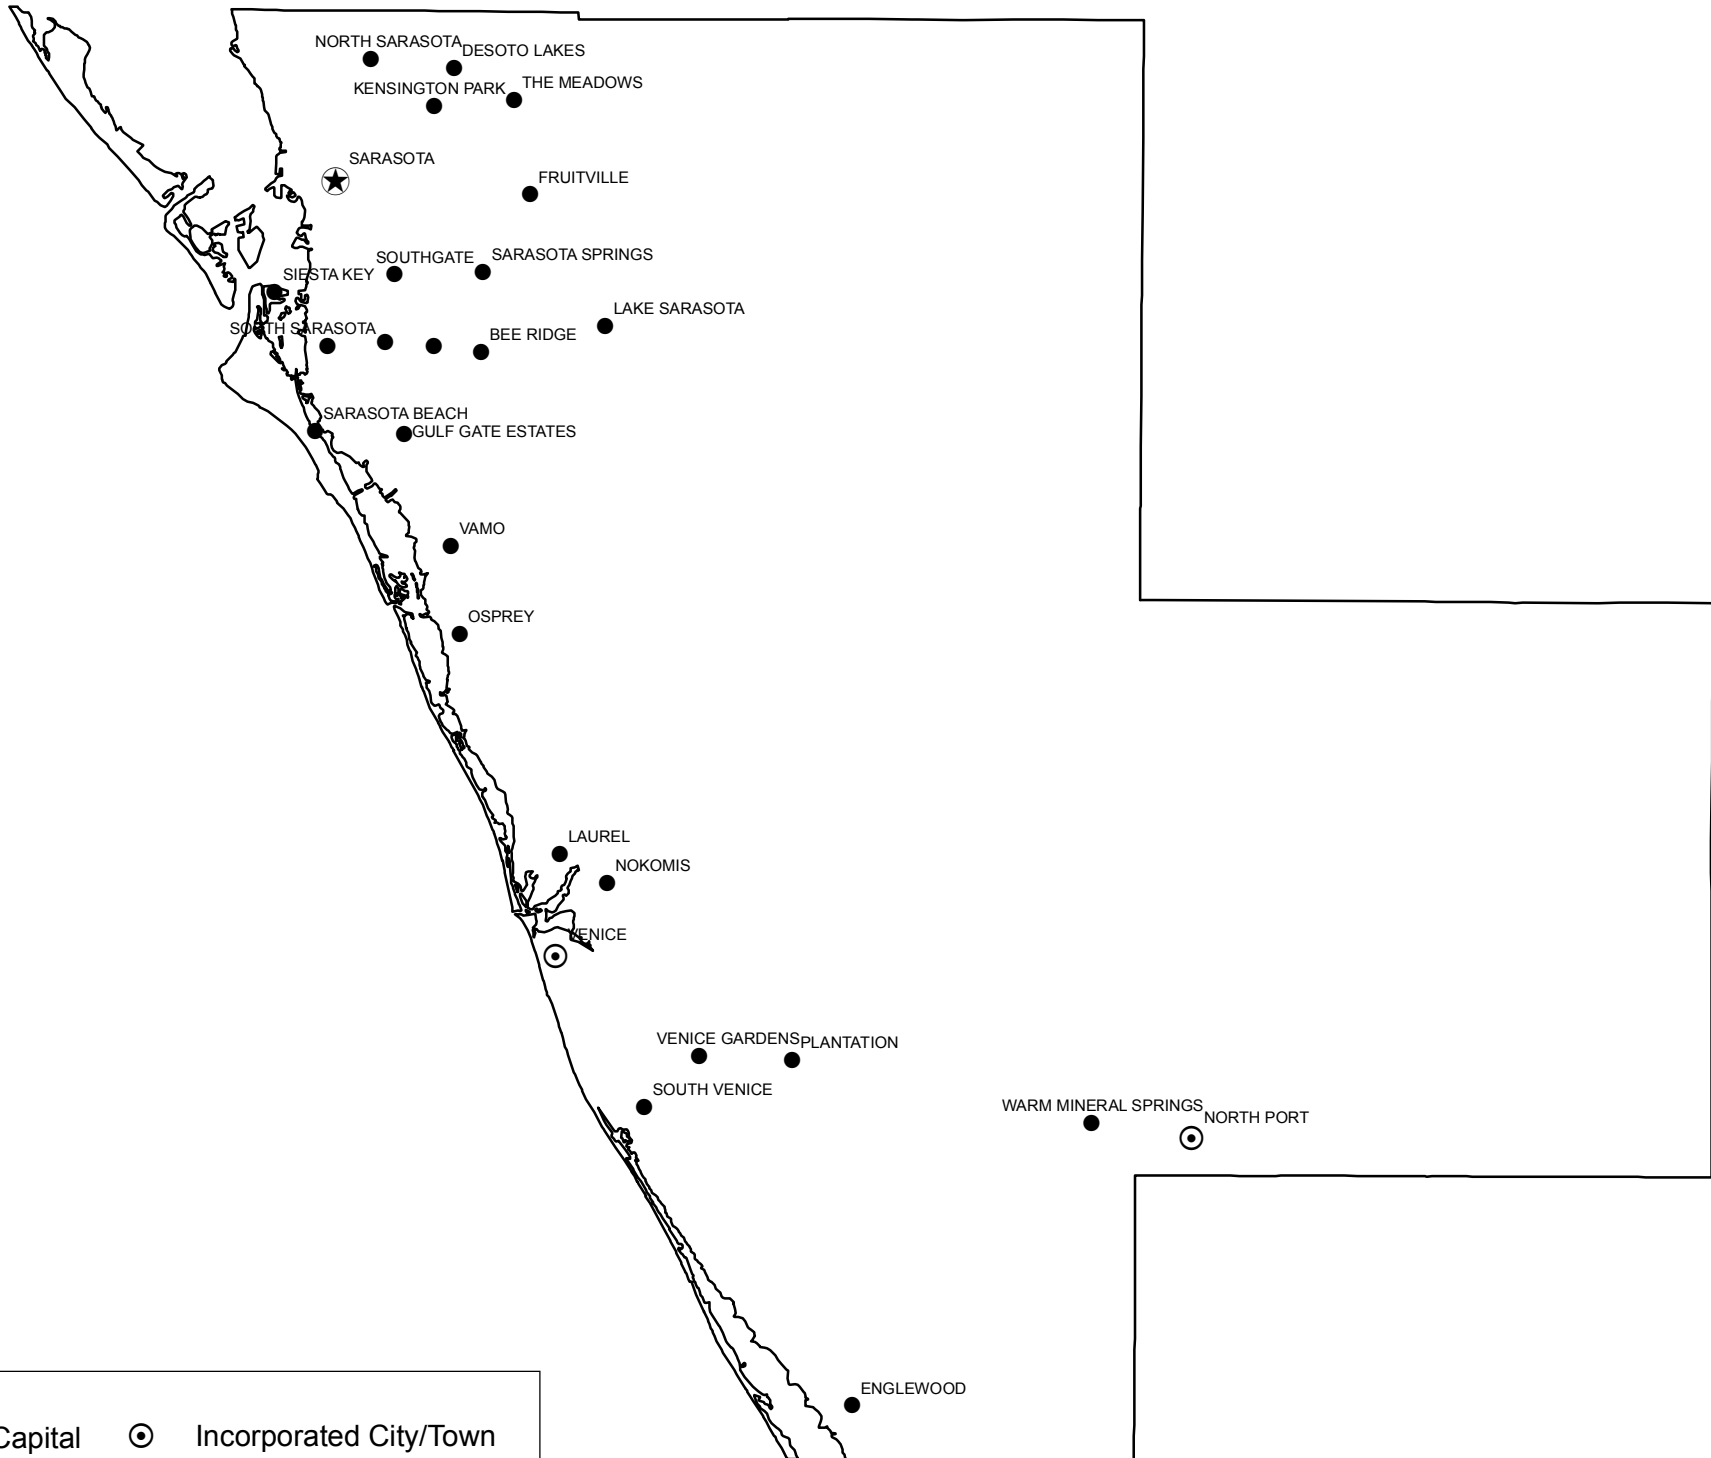 NORTH SARASOTA
DESOTO LAKES
KENSINGTON PARK
THE MEADOWS
SARASOTA
FRUITVILLE
SOUTHGATE
SARASOTA SPRINGS
SIESTA KEY
LAKE SARASOTA
SOUTH SARASOTA
BEE RIDGE
SARASOTA BEACH
GULF GATE ESTATES
VAMO
OSPREY
LAUREL
NOKOMIS
VENICE
VENICE GARDENS
PLANTATION
SOUTH VENICE
WARM MINERAL SPRINGS
NORTH PORT
ENGLEWOOD
Capital
Incorporated City/Town